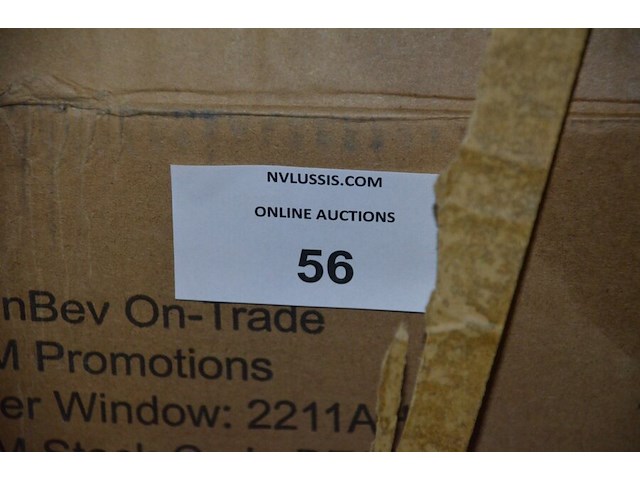 NVLUSSIS.COM
ONLINE AUCTIONS
56
nBev On-Trade
M Promotions
er Window: 2211A